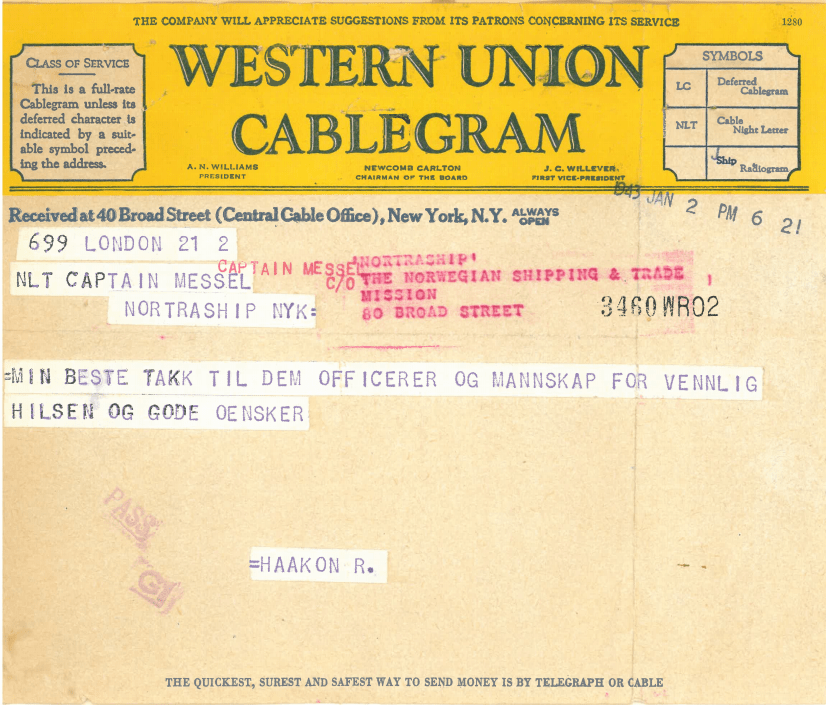 THE COMPANY WILL APPRECIATE SUGGESTIONS FROM ITS PATRONS CONCERNING ITS SERVICE
1280
CLASS OF SERVICE
This is a full-rate
Cablegram unless its
deferred character is
indicated by a suit-
able symbol preced-
ing the address.
WESTERN UNION
CABLEGRAM
A. N. WILLIAMS
PRESIDENT
NEWCOMB CARLTON
CHAIRMAN OF THE BOARD
J. C. WILLEVER
FIRST VICE-PRESIDENT
SYMBOLS
LC Deferred Cablegram
NLT Cable Night Letter
Ship Radiogram
1943 JAN 2 PM 6 21
Received at 40 Broad Street (Central Cable Office), New York, N.Y. ALWAYS OPEN
699 LONDON 21 2
NLT CAPTAIN MESSEL
NORTRASHIP NYK=
CAPTAIN MESSEL
C/O
'NORTRASHIP'
THE NORWEGIAN SHIPPING & TRADE
MISSION
80 BROAD STREET
3460WR02
=MIN BESTE TAKK TIL DEM OFFICERER OG MANNSKAP FOR VENNLIG
HILSEN OG GODE OENSKER
PASS
=HAAKON R.
THE QUICKEST, SUREST AND SAFEST WAY TO SEND MONEY IS BY TELEGRAPH OR CABLE